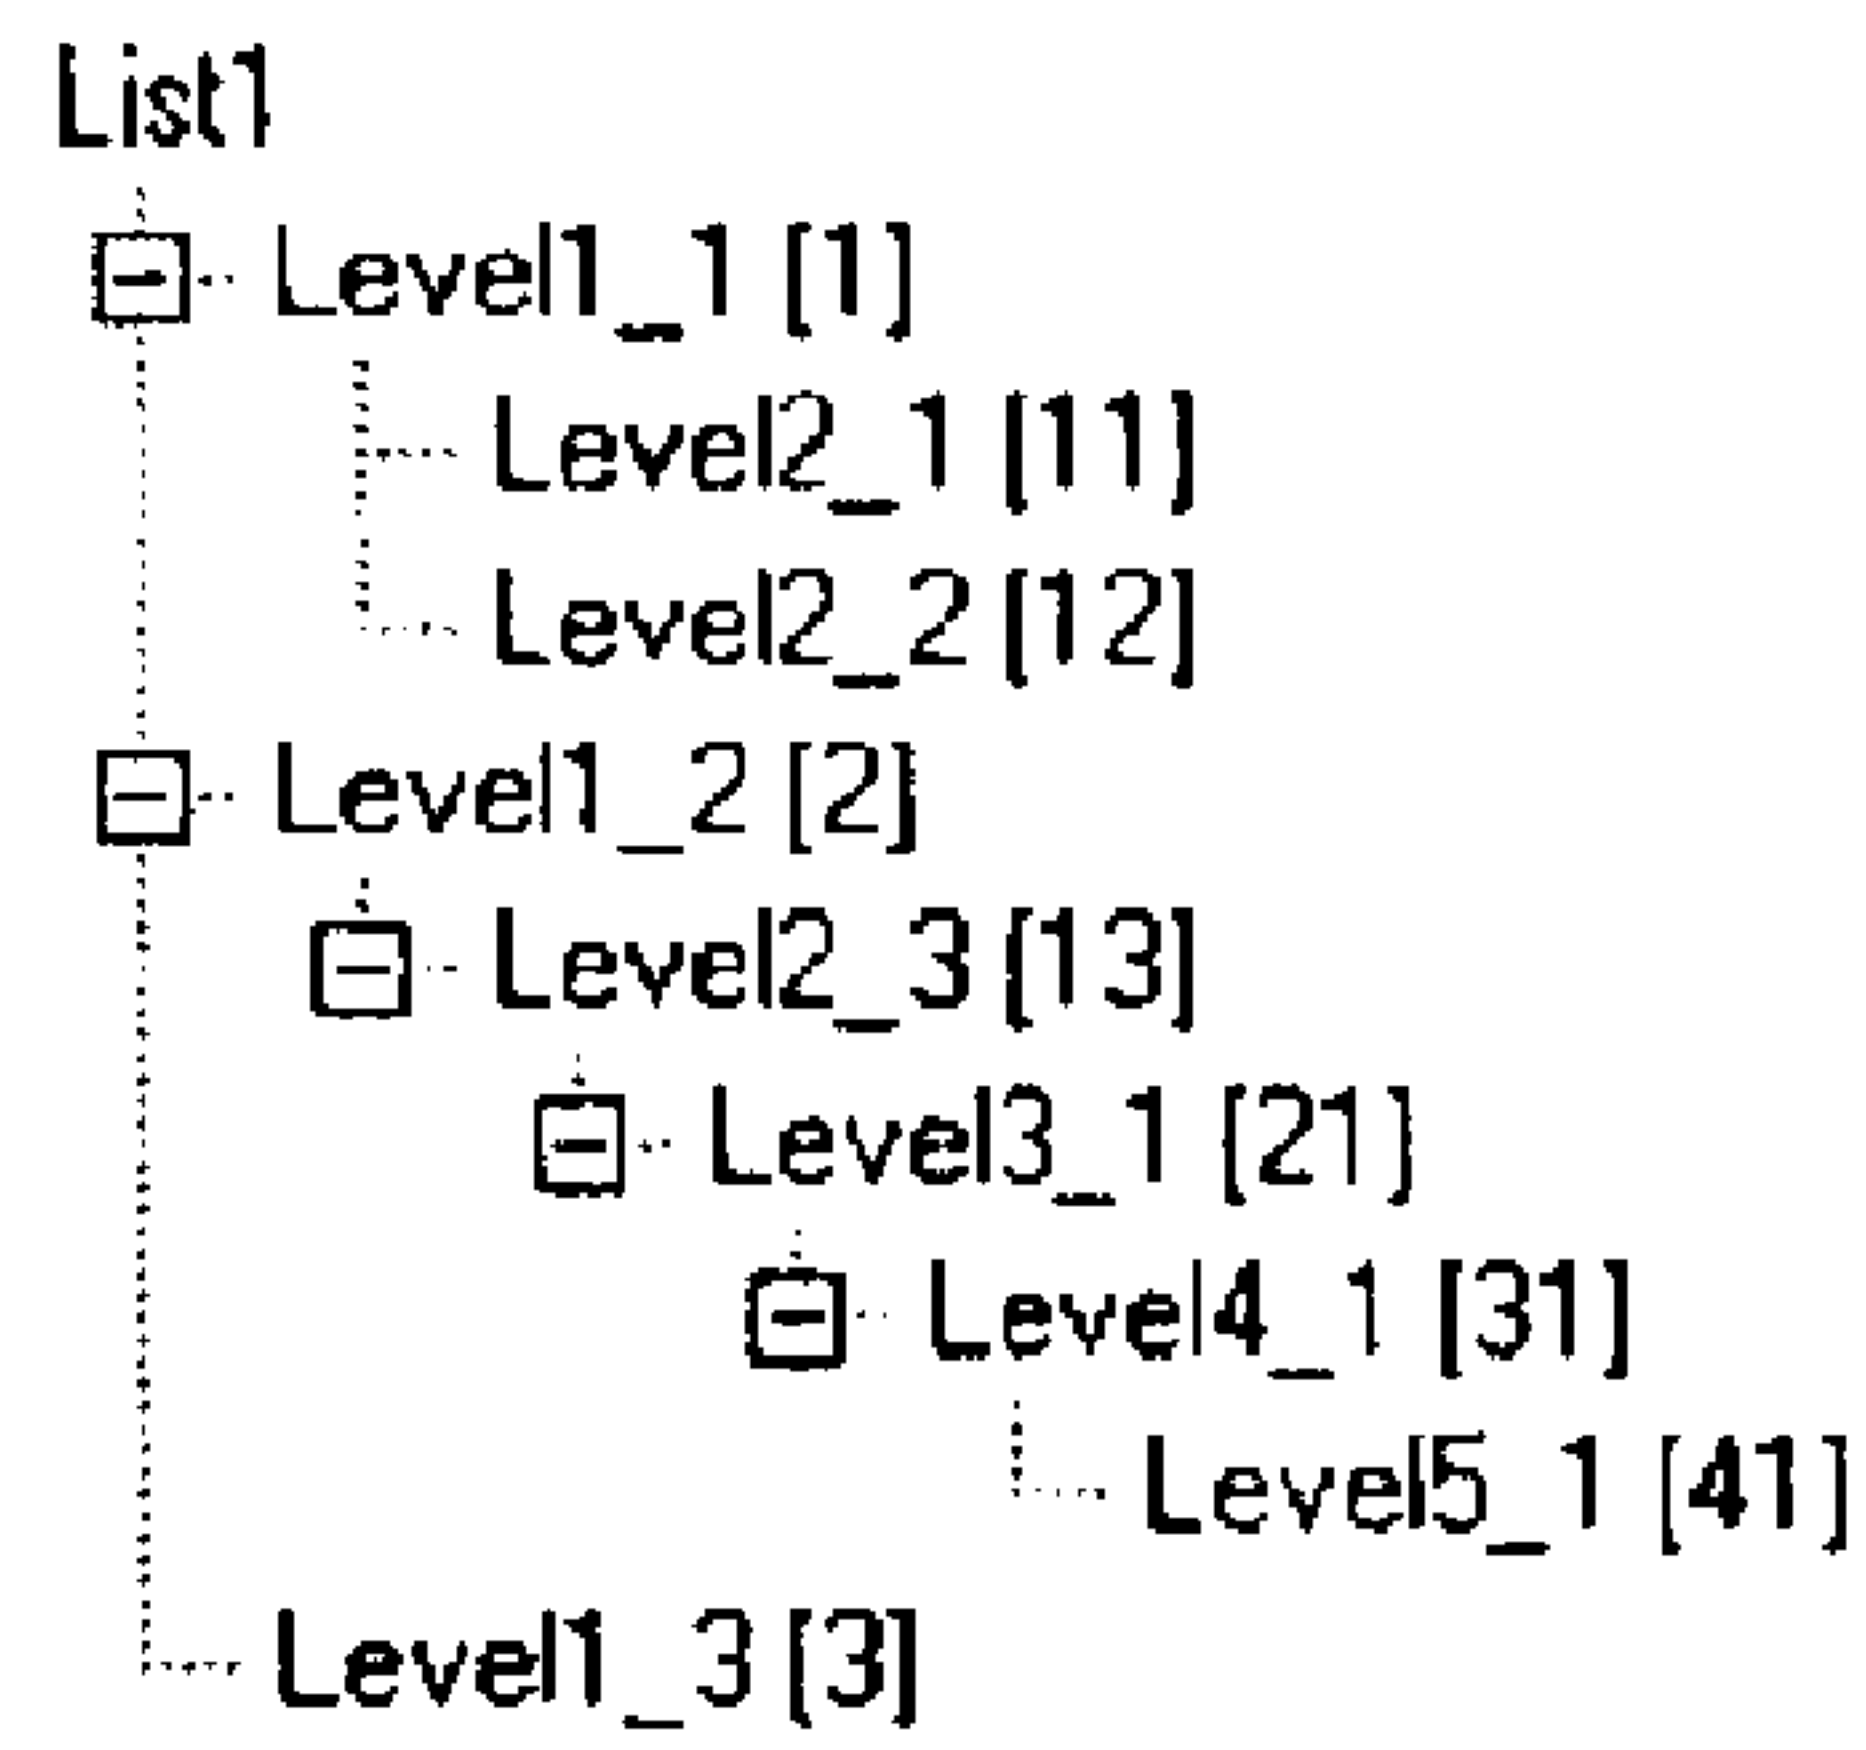 List1
Level1_1 [1]
Level2_1 [11]
Level2_2 [12]
Level1_2 [2]
Level2_3 [13]
Level3_1 [21]
Level4_1 [31]
Level5_1 [41]
Level1_3 [3]